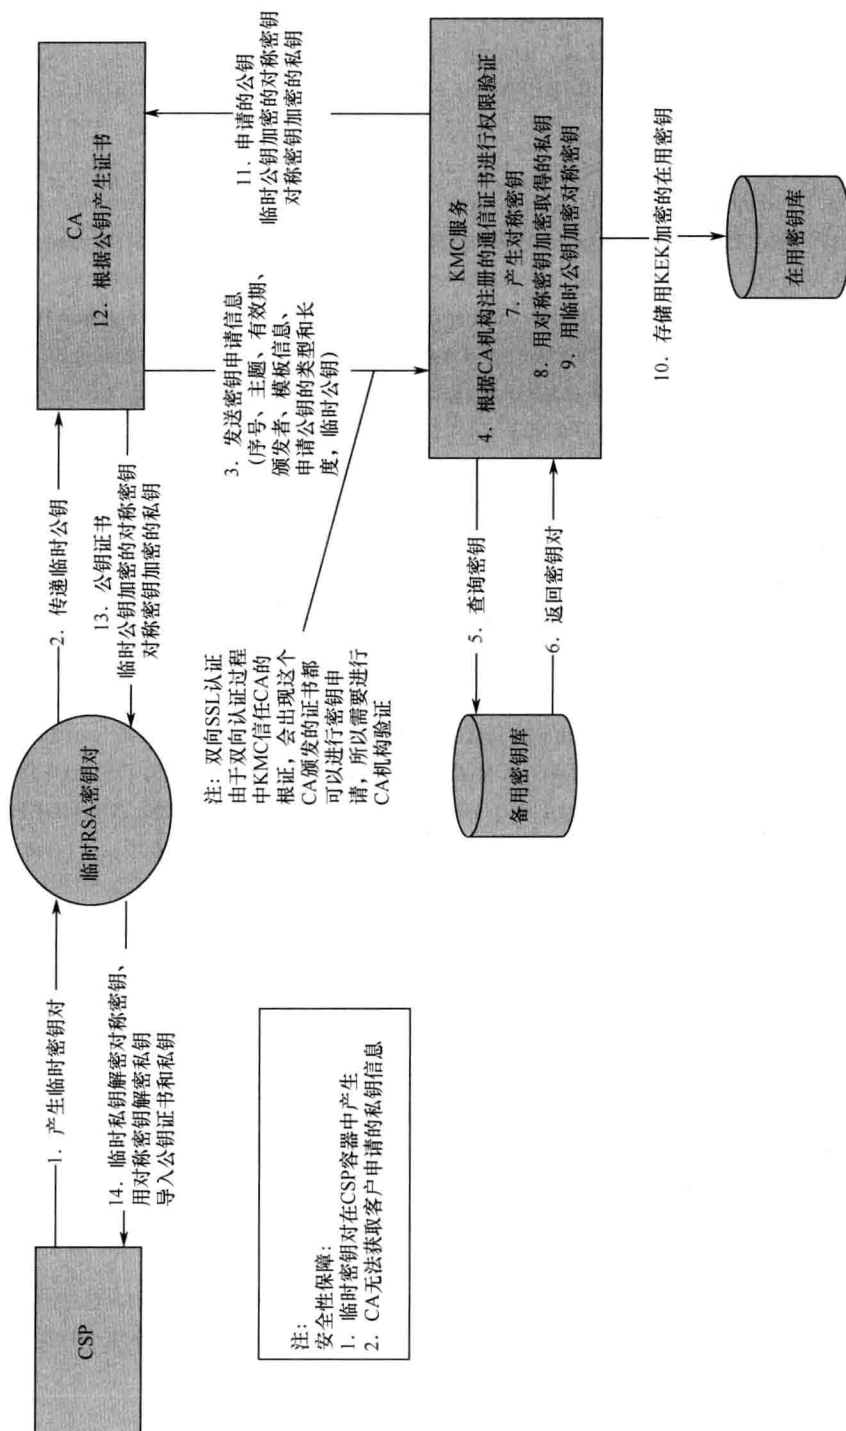 CSP
1．产生临时密钥对
14．临时私钥解密对称密钥、
用对称密钥解密私钥
导入公钥证书和私钥
临时RSA密钥对
2．传递临时公钥
13．公钥证书
临时公钥加密的对称密钥
对称密钥加密的私钥
CA
12．根据公钥产生证书
3．发送密钥申请信息
(序号、主题、有效期、
颁发者、模板信息、
申请公钥的类型和长
度，临时公钥)
11．申请的公钥
临时公钥加密的对称密钥
对称密钥加密的私钥
注：双向SSL认证
由于双向认证过程
中KMC信任CA的
根证，会出现这个
CA颁发的证书都
可以进行密钥申
请，所以需要进行
CA机构验证
KMC服务
4．根据CA机构注册的通信证书进行权限验证
7．产生对称密钥
8．用对称密钥加密取得的私钥
9．用临时公钥加密对称密钥
5．查询密钥
6．返回密钥对
备用密钥库
10．存储用KEK加密的在用密钥
在用密钥库
注：
安全性保障：
1．临时密钥对在CSP容器中产生
2．CA无法获取客户申请的私钥信息